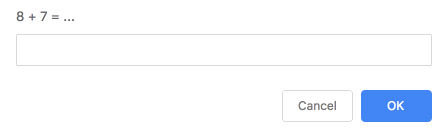 8 + 7 = ...
Cancel OK